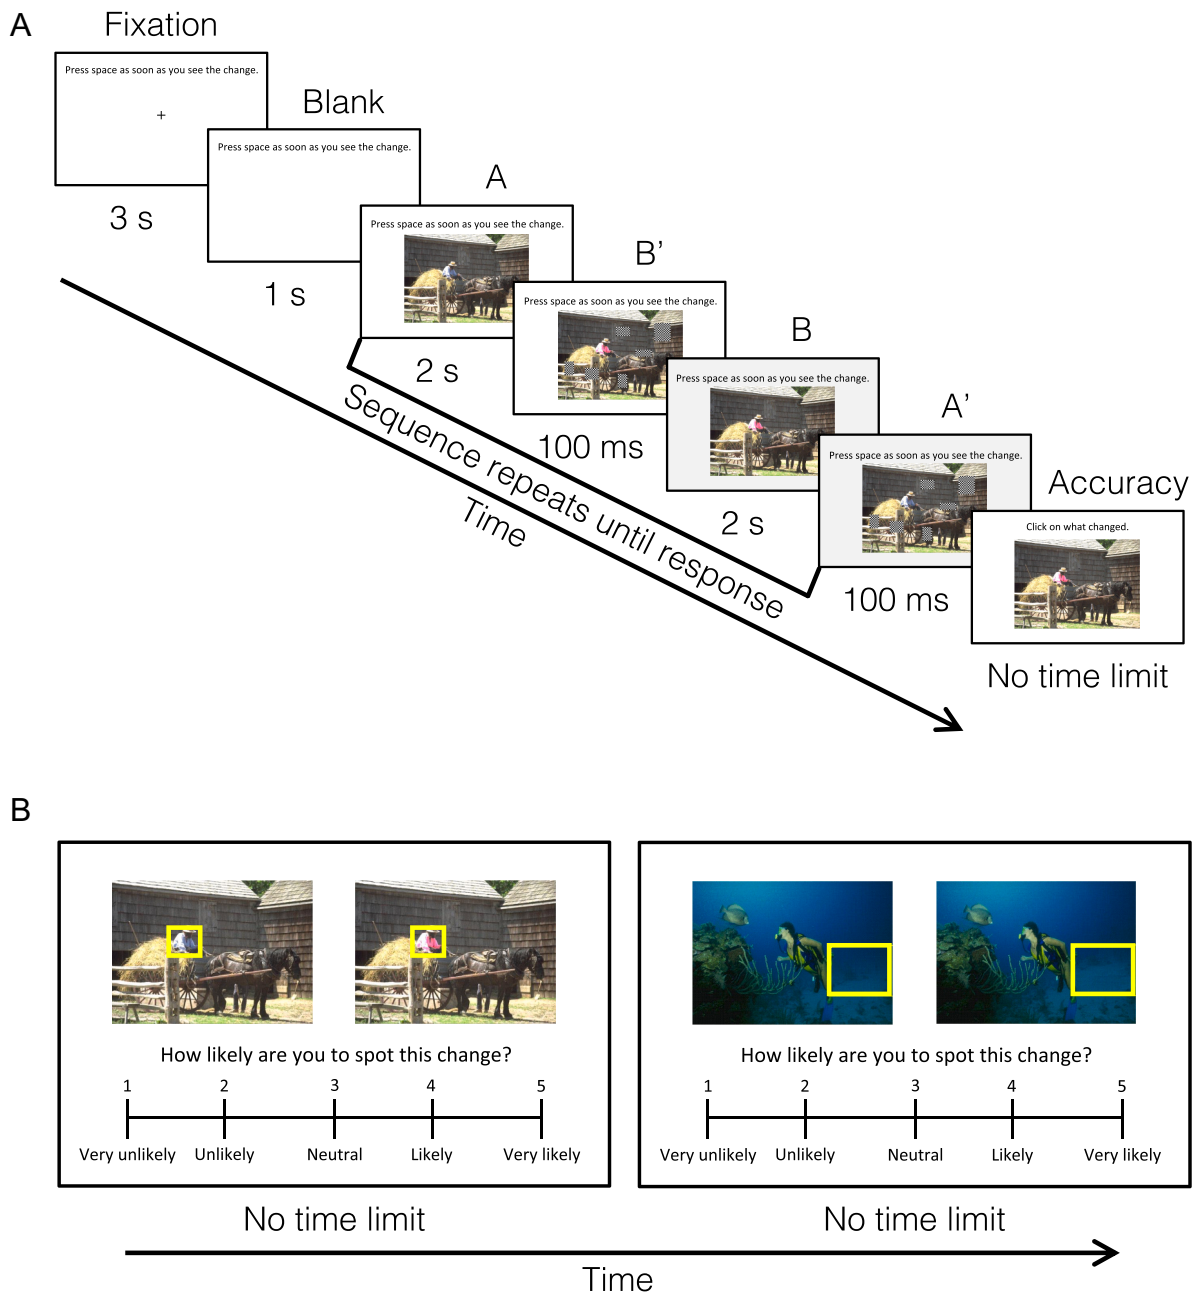 A
Fixation
Press space as soon as you see the change.
+
3 s
Blank
Press space as soon as you see the change.
1 s
A
Press space as soon as you see the change.
2 s
B’
Press space as soon as you see the change.
100 ms
B
Press space as soon as you see the change.
2 s
A’
Press space as soon as you see the change.
100 ms
Accuracy
Click on what changed.
No time limit
Sequence repeats until response
Time
B
How likely are you to spot this change?
1 2 3 4 5
Very unlikely Unlikely Neutral Likely Very likely
No time limit
How likely are you to spot this change?
1 2 3 4 5
Very unlikely Unlikely Neutral Likely Very likely
No time limit
Time